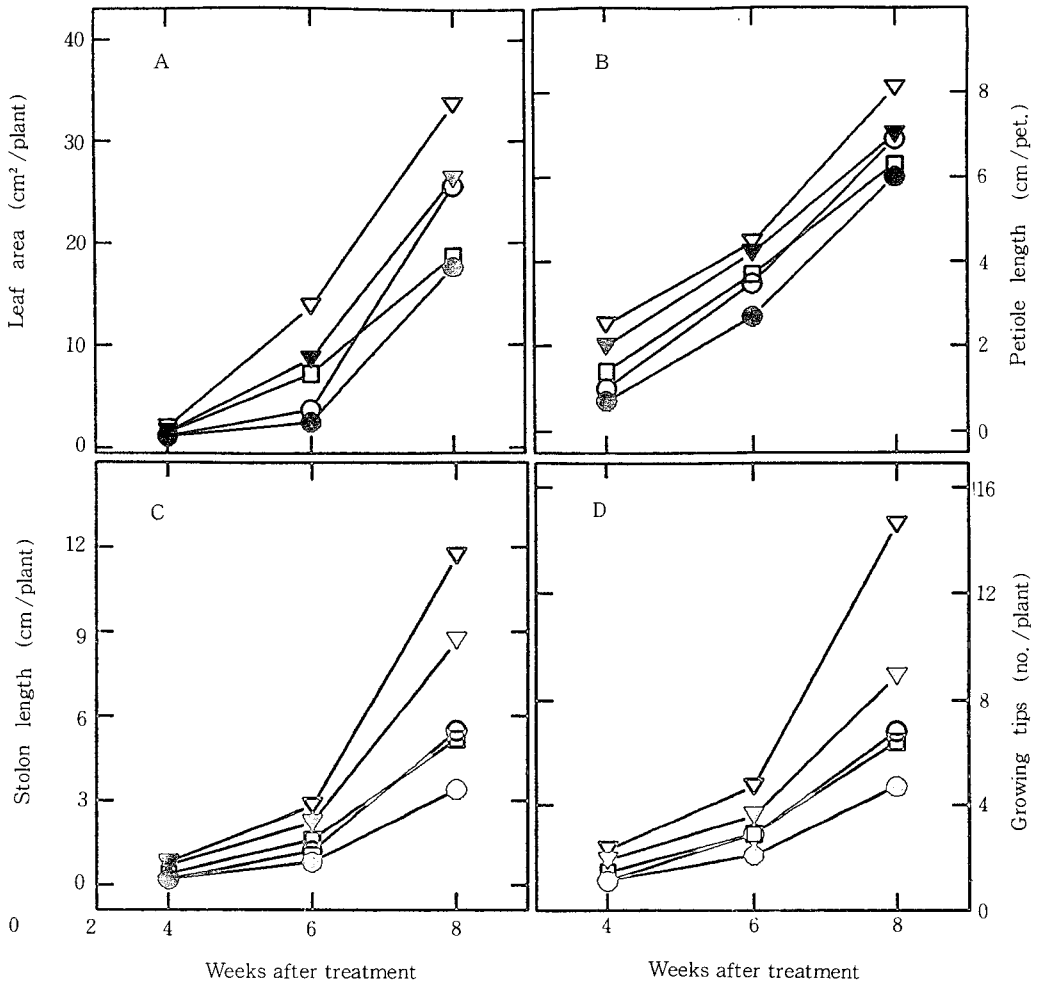 A
B
40
30
20
10
0
Leaf area (cm²/plant)
8
6
4
2
0
Petiole length (cm/pet.)
C
D
12
9
6
3
0
Stolon length (cm/plant)
16
12
8
4
0
Growing tips (no./plant)
0 2 4 6 8
4 6 8
Weeks after treatment
Weeks after treatment